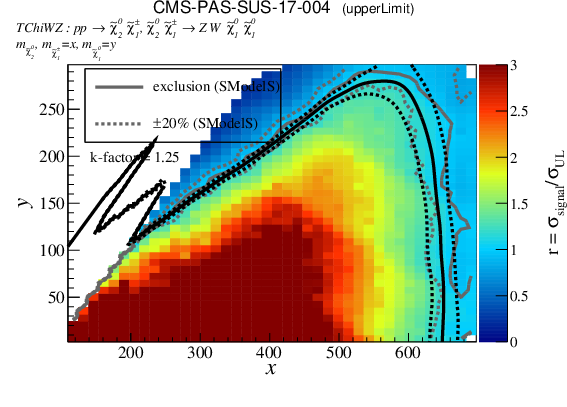 CMS-PAS-SUS-17-004 (upperLimit)
TChiWZ : pp → χ̃₂⁰ χ̃₁±, χ̃₂⁰ χ̃₁± → Z W χ̃₁⁰ χ̃₁⁰
m_χ̃₂⁰, m_χ̃₁±=x, m_χ̃₁⁰=y
exclusion (SModelS)
±20% (SModelS)
k-factor = 1.25
y
250
200
150
100
50
200 300 400 500 600
x
3
2.5
2
1.5
1
0.5
0
r = σ_signal/σ_UL